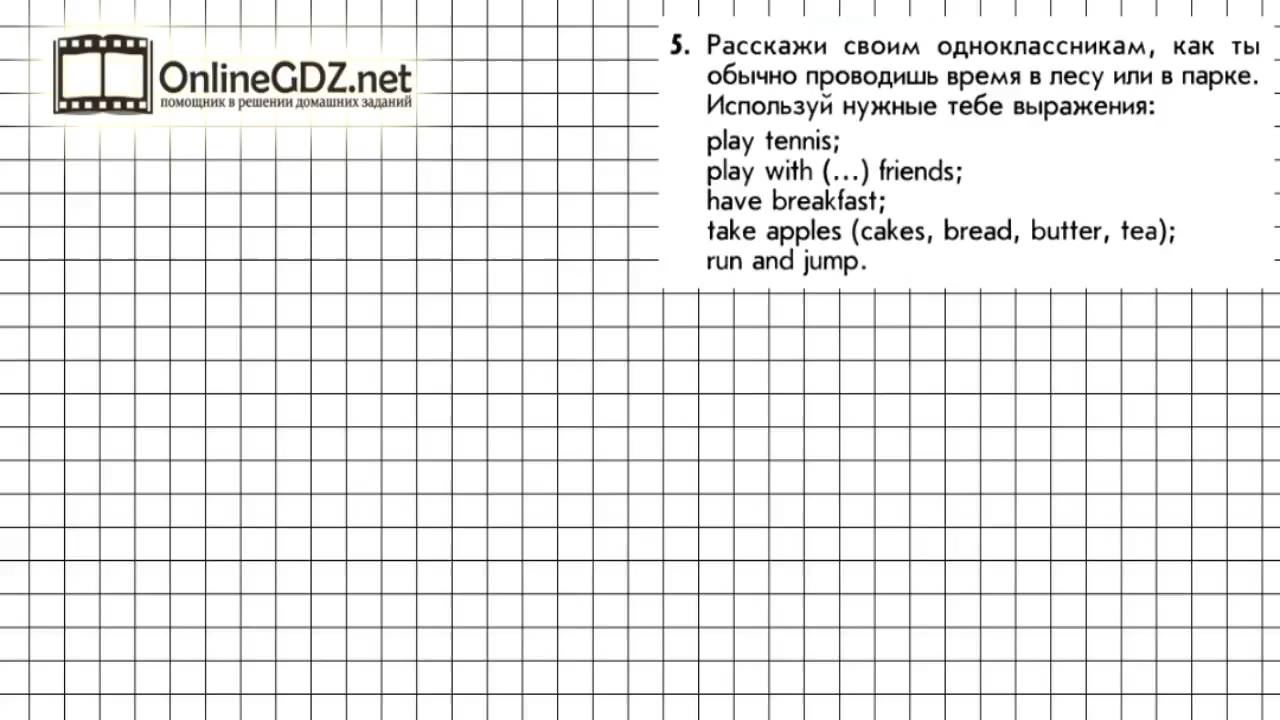 OnlineGDZ.net
помощник в решении домашних заданий
5. Расскажи своим одноклассникам, как ты
обычно проводишь время в лесу или в парке.
Используй нужные тебе выражения:
play tennis;
play with (...) friends;
have breakfast;
take apples (cakes, bread, butter, tea);
run and jump.